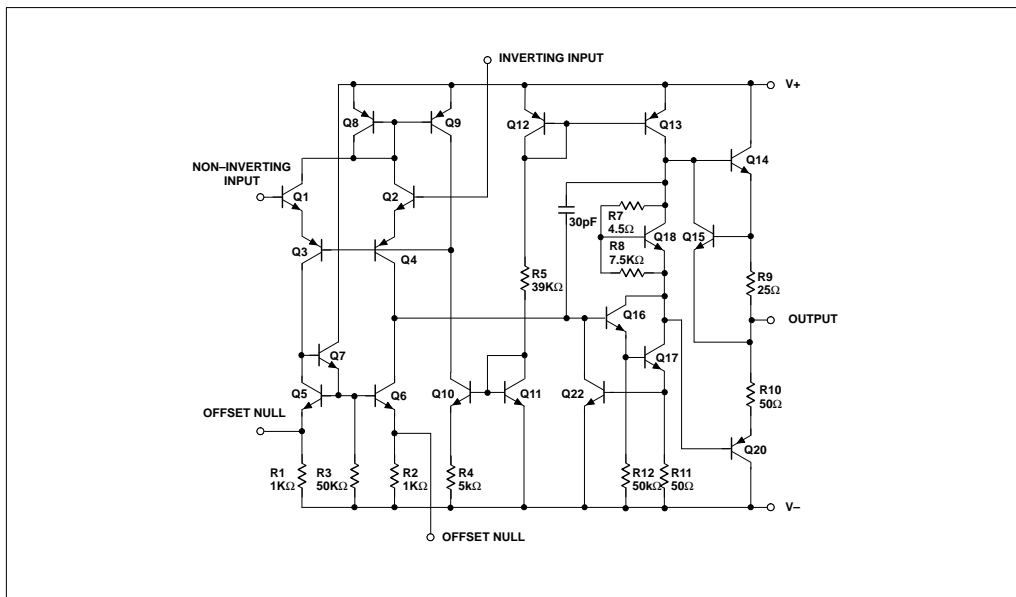 INVERTING INPUT
V+
Q8
Q9
Q12
Q13
Q14
NON–INVERTING
INPUT
Q1
Q2
30pF
R7
4.5Ω
Q18
R8
7.5KΩ
Q15
Q3
Q4
R5
39KΩ
R9
25Ω
OUTPUT
Q16
Q7
Q17
Q5
Q6
Q10
Q11
Q22
R10
50Ω
OFFSET NULL
Q20
R1
1KΩ
R3
50KΩ
R2
1KΩ
R4
5kΩ
R12
50kΩ
R11
50Ω
V–
OFFSET NULL